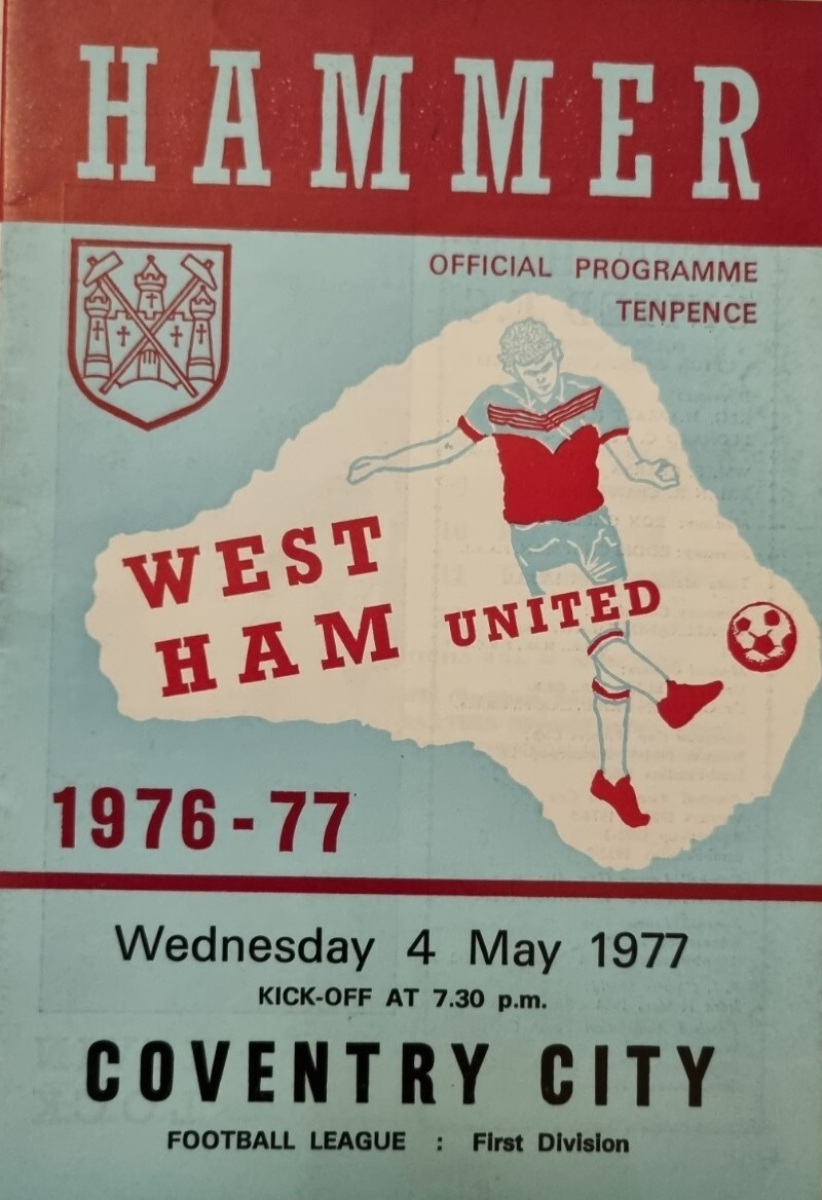 HAMMER
OFFICIAL PROGRAMME
TENPENCE
WEST
HAM UNITED
1976-77
Wednesday 4 May 1977
KICK-OFF AT 7.30 p.m.
COVENTRY CITY
FOOTBALL LEAGUE : First Division